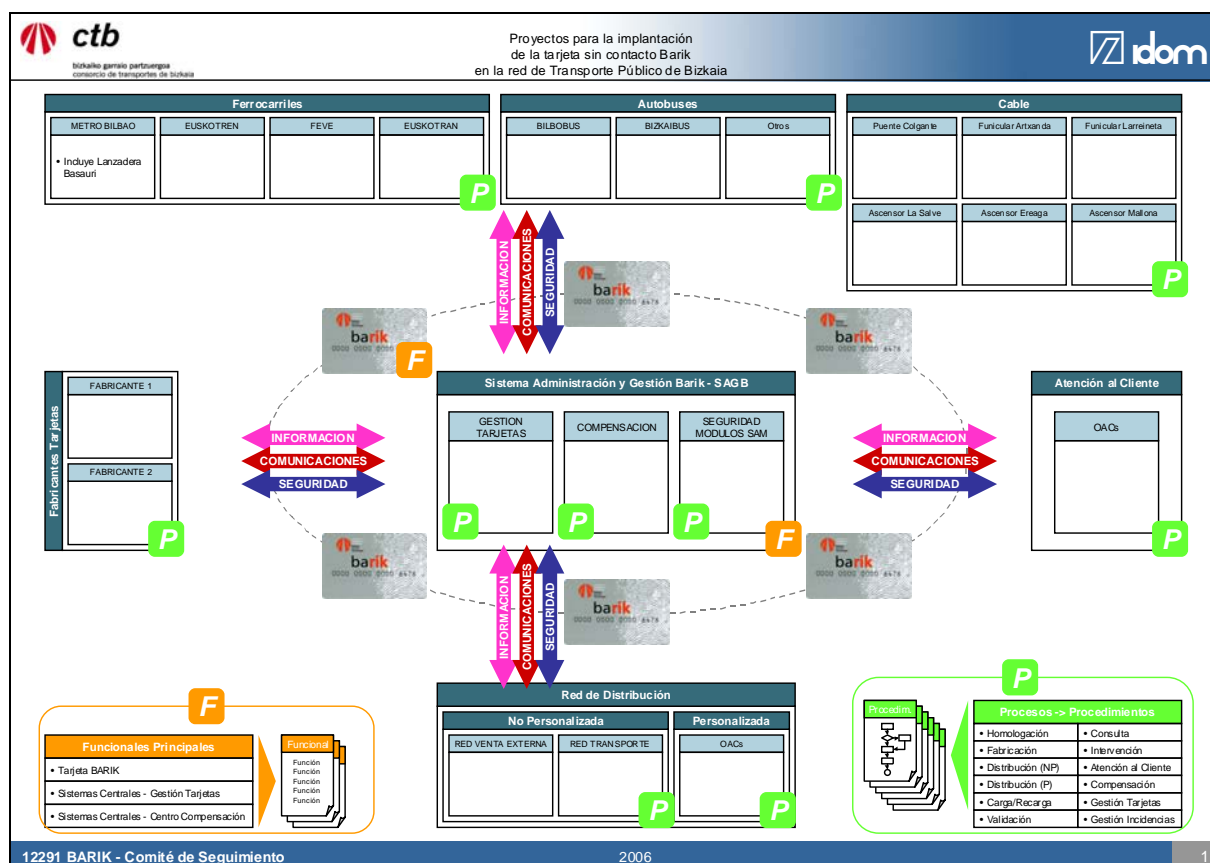 ctb
bizkaiko garraio partzuergoa
consorcio de transportes de bizkaia
Proyectos para la implantación
de la tarjeta sin contacto Barik
en la red de Transporte Público de Bizkaia
idom
Ferrocarriles
METRO BILBAO
EUSKOTREN
FEVE
EUSKOTRAN
• Incluye Lanzadera
Basauri
P
Autobuses
BILBOBUS
BIZKAIBUS
Otros
P
Cable
Puente Colgante
Funicular Artxanda
Funicular Larreineta
Ascensor La Salve
Ascensor Ereaga
Ascensor Mallona
P
INFORMACION
COMUNICACIONES
SEGURIDAD
barik
barik
F
barik
Fabricantes Tarjetas
FABRICANTE 1
FABRICANTE 2
P
INFORMACION
COMUNICACIONES
SEGURIDAD
Sistema Administración y Gestión Barik - SAGB
GESTION
TARJETAS
COMPENSACION
SEGURIDAD
MODULOS SAM
P
P
P
F
INFORMACION
COMUNICACIONES
SEGURIDAD
Atención al Cliente
OACs
P
barik
barik
barik
INFORMACION
COMUNICACIONES
SEGURIDAD
Red de Distribución
No Personalizada
Personalizada
RED VENTA EXTERNA
RED TRANSPORTE
OACs
P
P
F
Funcionales Principales
• Tarjeta BARIK
• Sistemas Centrales - Gestión Tarjetas
• Sistemas Centrales - Centro Compensación
Funcional
Función
Función
Función
Función
Función
P
Procedim.
Procesos -> Procedimientos
• Homologación
• Consulta
• Fabricación
• Intervención
• Distribución (NP)
• Atención al Cliente
• Distribución (P)
• Compensación
• Carga/Recarga
• Gestión Tarjetas
• Validación
• Gestión Incidencias
12291 BARIK - Comité de Seguimiento
2006
1